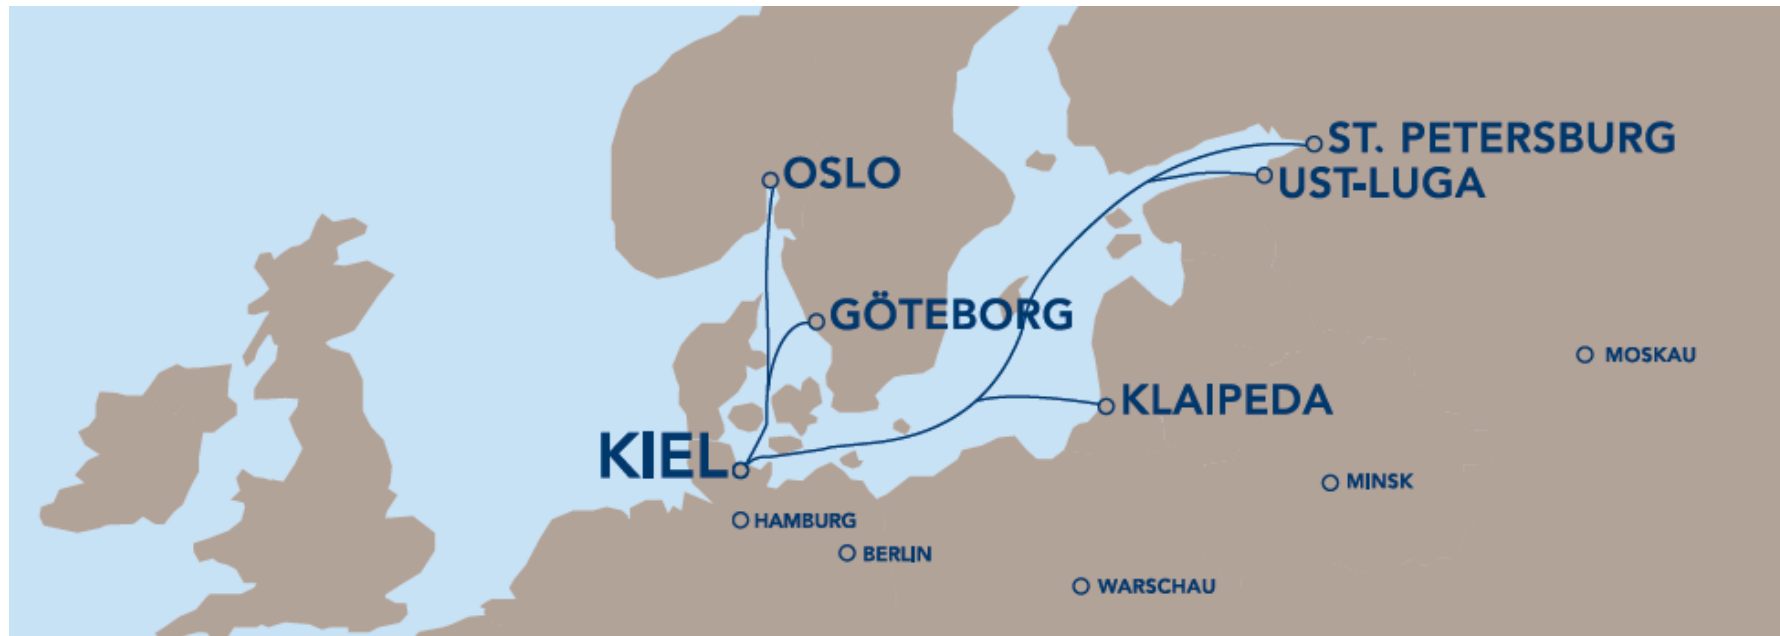 ST. PETERSBURG
OSLO
UST-LUGA
GÖTEBORG
MOSKAU
KLAIPEDA
KIEL
MINSK
HAMBURG
BERLIN
WARSCHAU